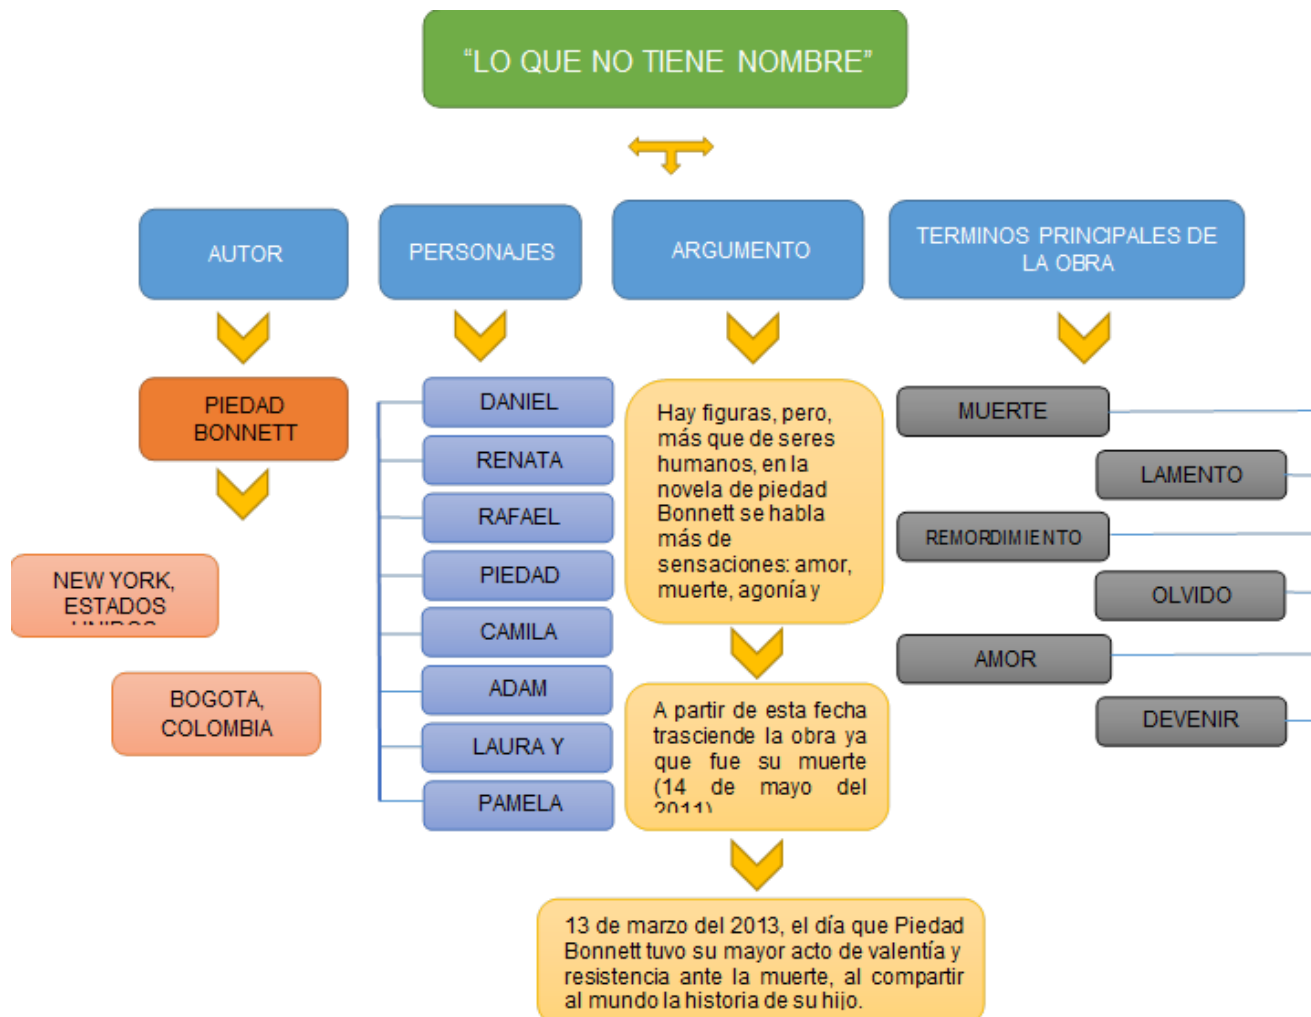 “LO QUE NO TIENE NOMBRE”
AUTOR
PERSONAJES
ARGUMENTO
TERMINOS PRINCIPALES DE
LA OBRA
PIEDAD
BONNETT
NEW YORK,
ESTADOS
UNIDOS
BOGOTA,
COLOMBIA
DANIEL
RENATA
RAFAEL
PIEDAD
CAMILA
ADAM
LAURA Y
PAMELA
Hay figuras, pero,
más que de seres
humanos, en la
novela de piedad
Bonnett se habla
más de
sensaciones: amor,
muerte, agonía y
A partir de esta fecha
trasciende la obra ya
que fue su muerte
(14 de mayo del
2011)
13 de marzo del 2013, el día que Piedad
Bonnett tuvo su mayor acto de valentía y
resistencia ante la muerte, al compartir
al mundo la historia de su hijo.
MUERTE
LAMENTO
REMORDIMIENTO
OLVIDO
AMOR
DEVENIR